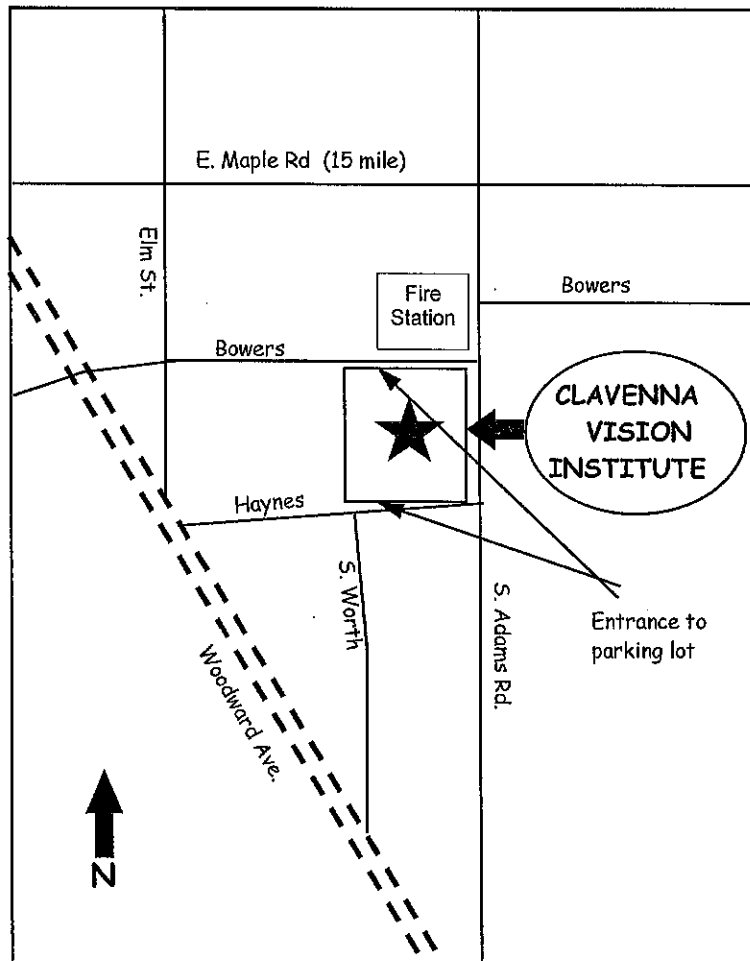 E. Maple Rd (15 mile)
Elm St.
Fire
Station
Bowers
Bowers
CLAVENNA
VISION
INSTITUTE
Haynes
S. Worth
S. Adams Rd.
Entrance to
parking lot
Woodward Ave.
N